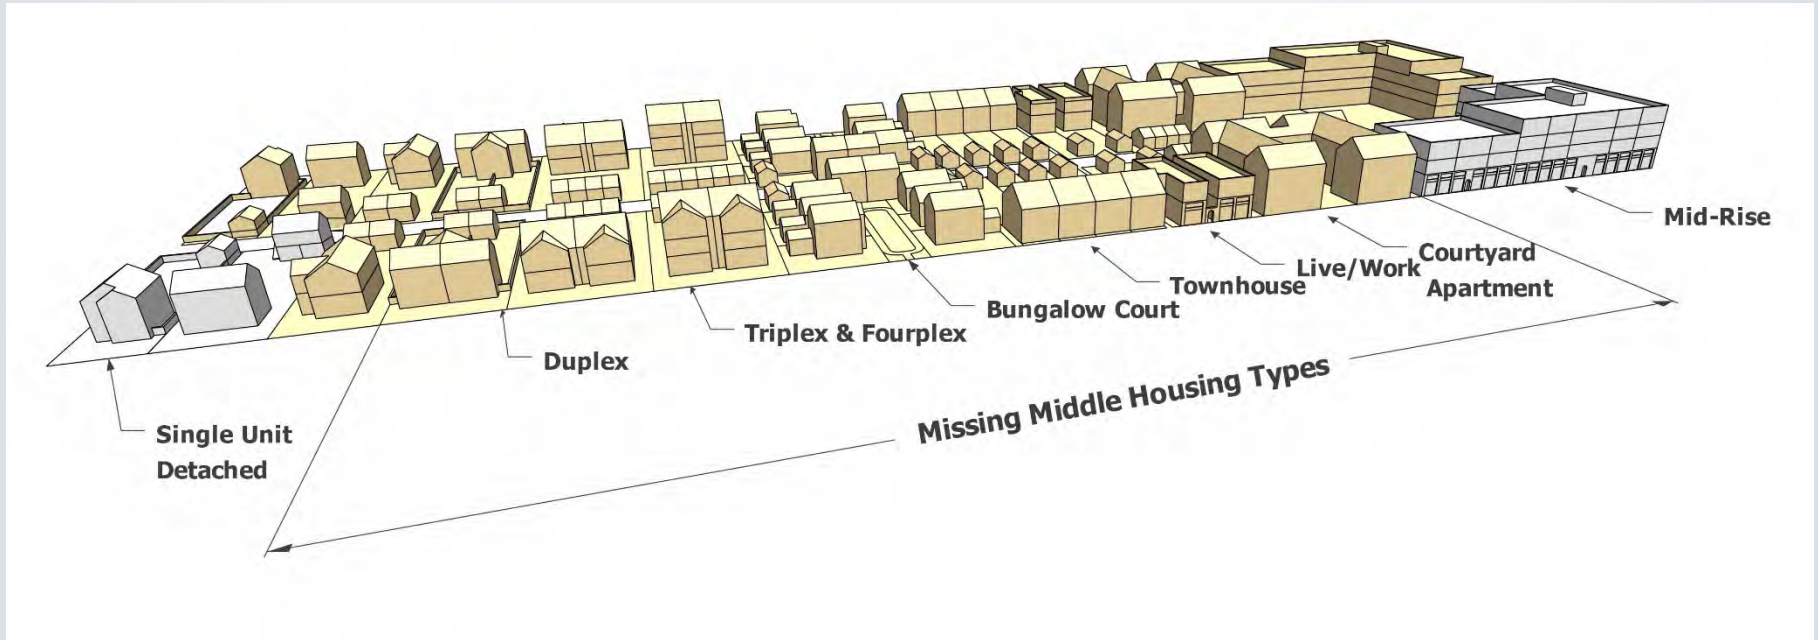 Single Unit
Detached
Duplex
Triplex & Fourplex
Bungalow Court
Townhouse
Live/Work
Courtyard
Apartment
Mid-Rise
Missing Middle Housing Types